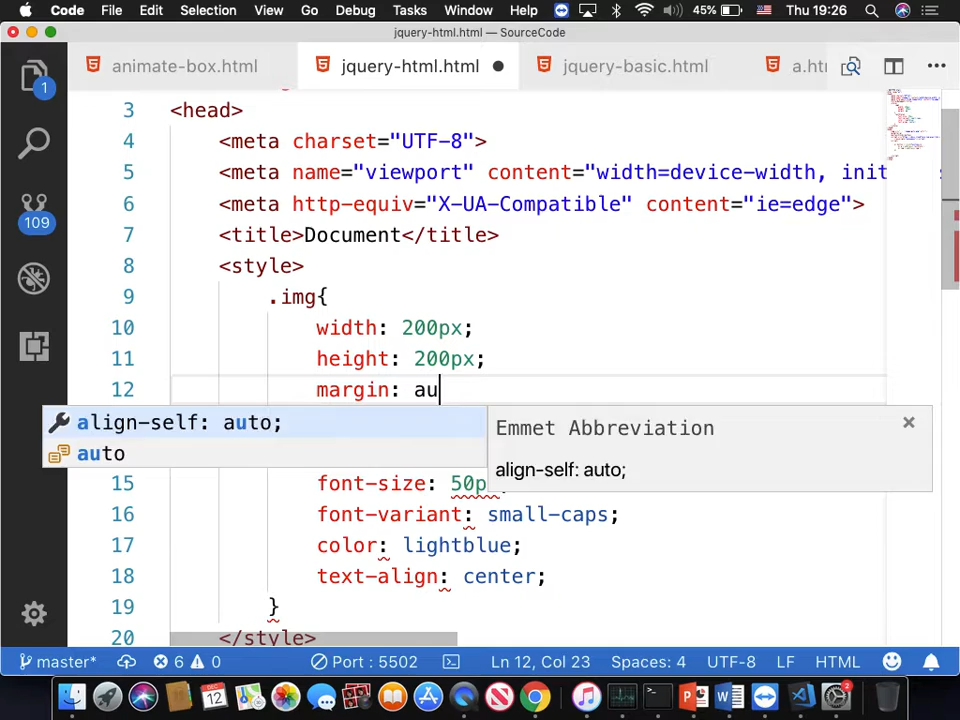 Code File Edit Selection View Go Debug Tasks Window Help 45% Thu 19:26
jquery-html.html — SourceCode
animate-box.html jquery-html.html jquery-basic.html a.ht
1
109
3 <head>
4 <meta charset="UTF-8">
5 <meta name="viewport" content="width=device-width, init
6 <meta http-equiv="X-UA-Compatible" content="ie=edge">
7 <title>Document</title>
8 <style>
9 .img{
10 width: 200px;
11 height: 200px;
12 margin: au
align-self: auto;
auto
Emmet Abbreviation
align-self: auto;
15 font-size: 50p
16 font-variant: small-caps;
17 color: lightblue;
18 text-align: center;
19 }
20 </style>
master* 6 0 Port : 5502 Ln 12, Col 23 Spaces: 4 UTF-8 LF HTML